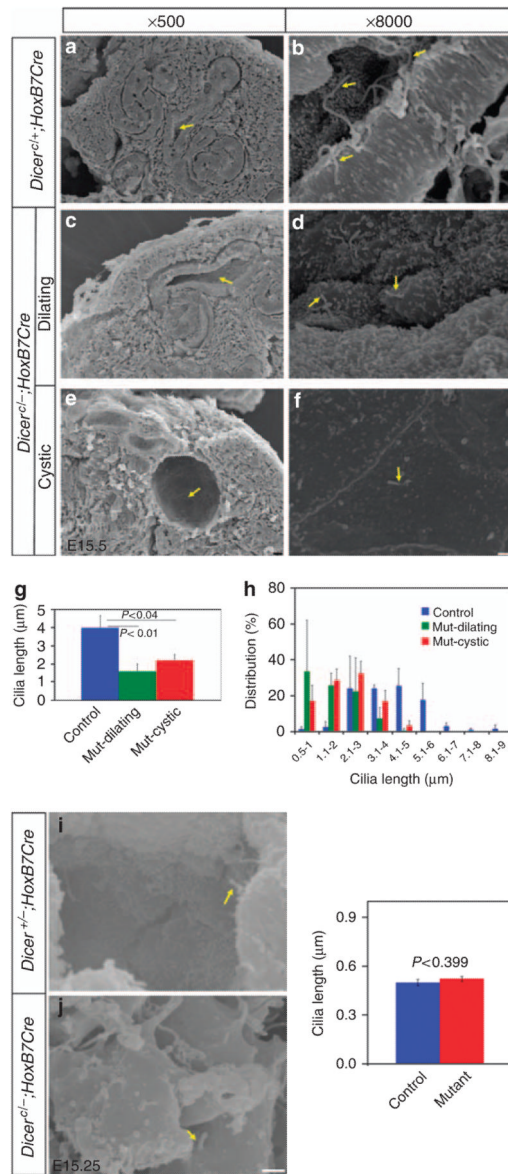 ×500 ×8000
Dicer^c/+;HoxB7Cre
a b
Dicer^c/–;HoxB7Cre
Dilating
c d
Cystic
e f
E15.5
g
Cilia length (μm)
5
4
3
2
1
0
P<0.04
P< 0.01
Control
Mut-dilating
Mut-cystic
h
Distribution (%)
80
60
40
20
0
Control
Mut-dilating
Mut-cystic
0.5-1 1.1-2 2.1-3 3.1-4 4.1-5 5.1-6 6.1-7 7.1-8 8.1-9
Cilia length (μm)
Dicer^+/–;HoxB7Cre
i
Dicer^c/–;HoxB7Cre
j
E15.25
Cilia length (μm)
0.9
0.6
0.3
0.0
P<0.399
Control
Mutant